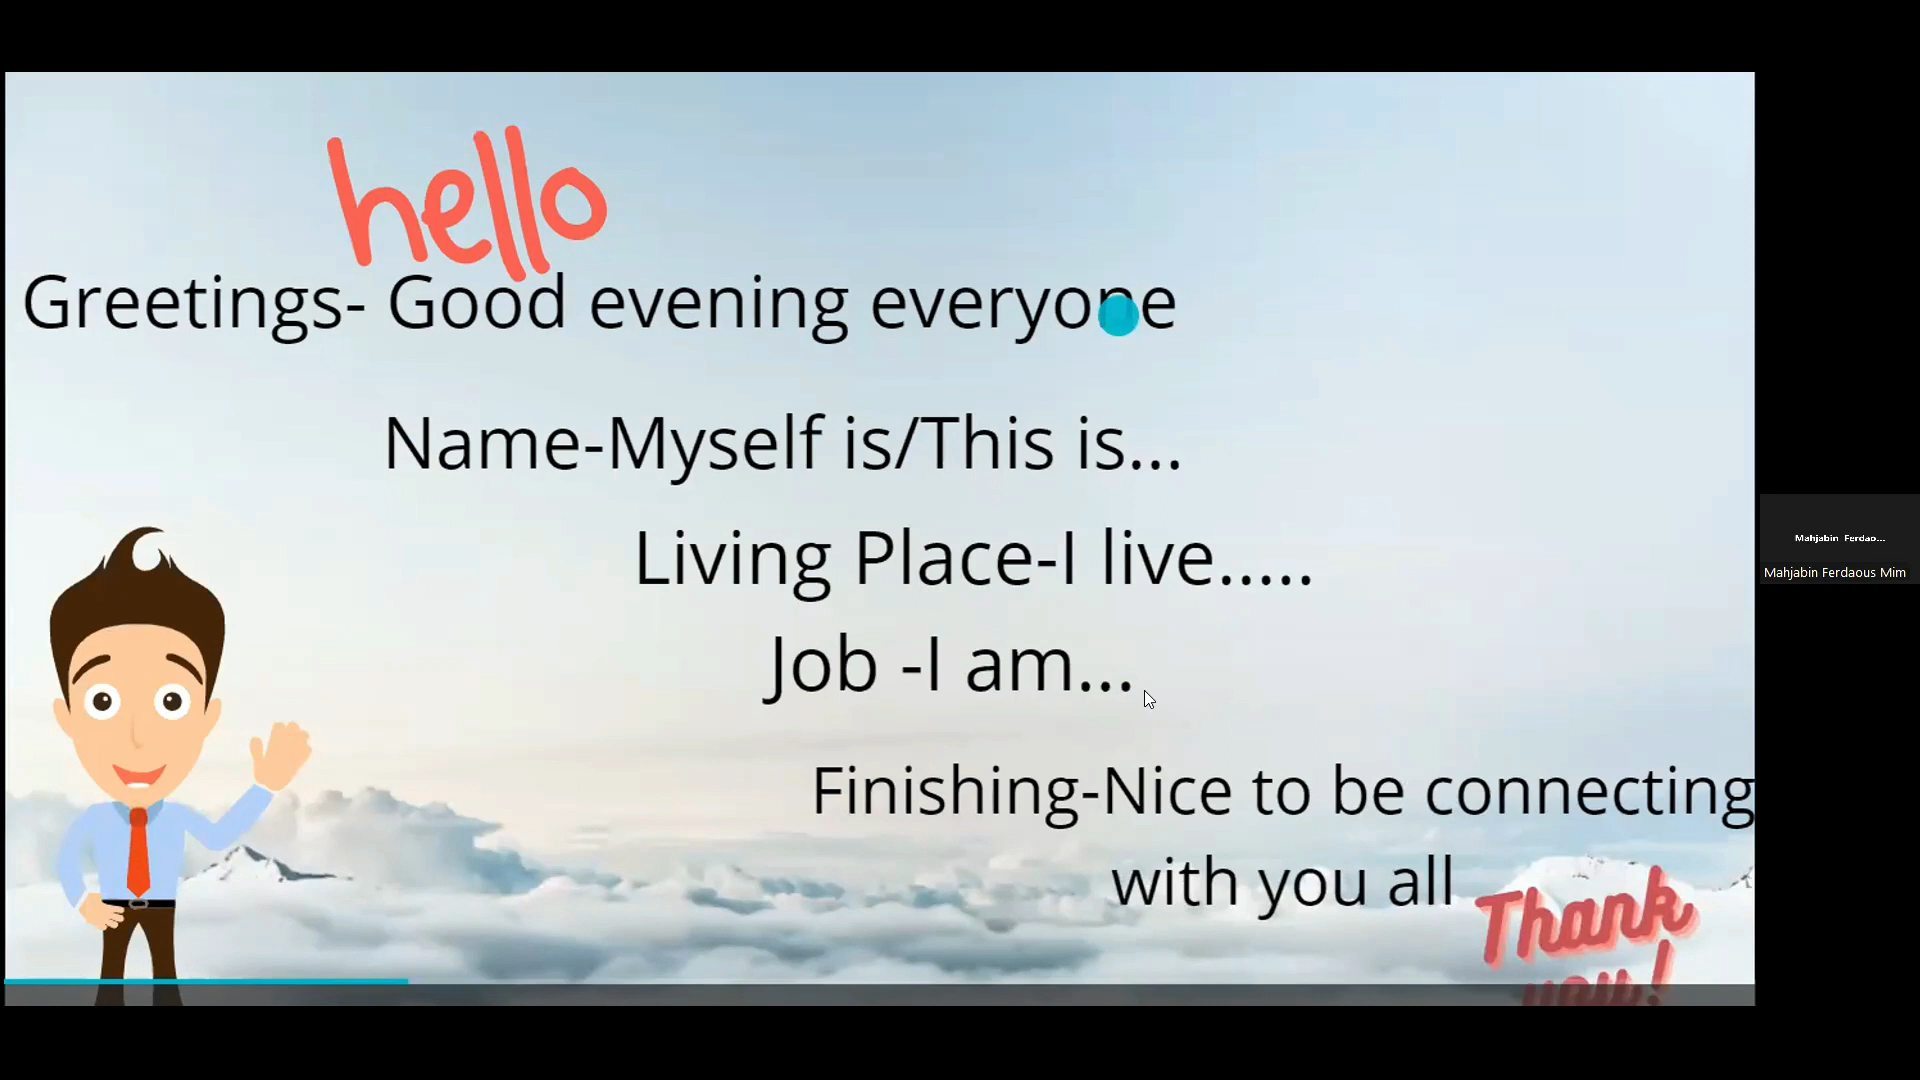 hello
Greetings- Good evening everyone
Name-Myself is/This is...
Living Place-I live.....
Job -I am...
Finishing-Nice to be connecting
with you all
Thank
you!
Mahjabin Ferdao...
Mahjabin Ferdaous Mim